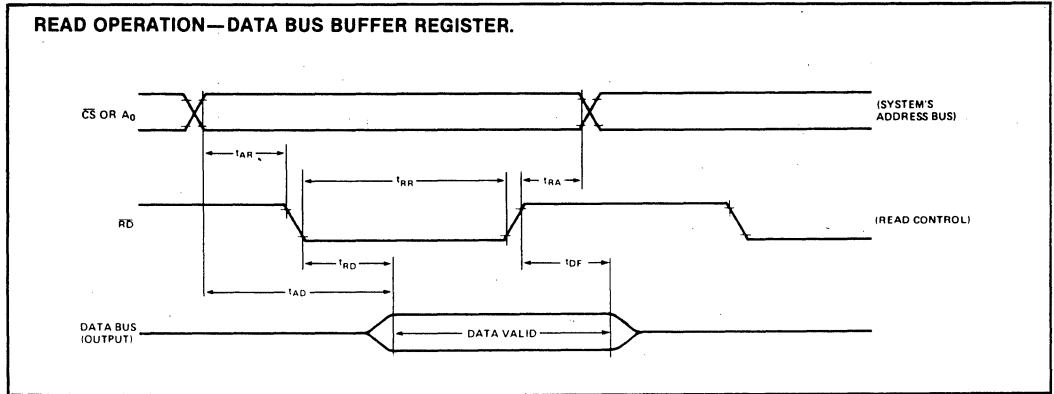 READ OPERATION—DATA BUS BUFFER REGISTER.
CS OR A0
(SYSTEM'S
ADDRESS BUS)
tAR
tRR
tRA
RD
(READ CONTROL)
tRD
tDF
tAD
DATA BUS
(OUTPUT)
DATA VALID